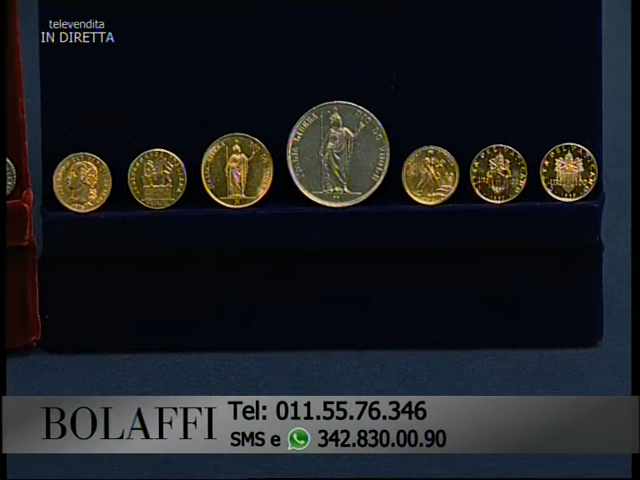 televendita
IN DIRETTA
BOLAFFI
Tel: 011.55.76.346
SMS e 342.830.00.90